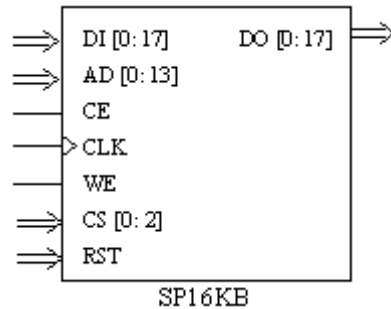 DI [0:17] DO [0:17]
AD [0:13]
CE
CLK
WE
CS [0:2]
RST
SP16KB